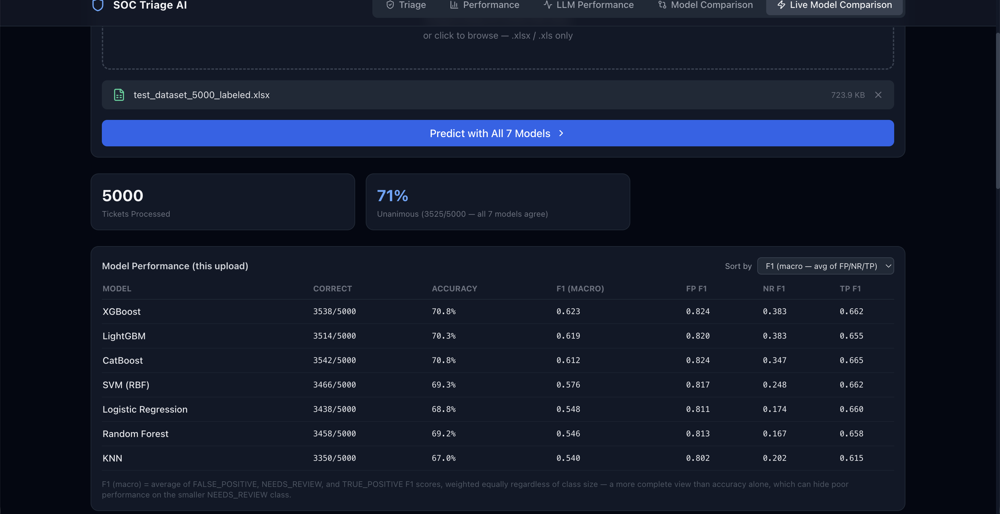 SOC Triage AI
Triage
Performance
LLM Performance
Model Comparison
Live Model Comparison
or click to browse — .xlsx / .xls only
test_dataset_5000_labeled.xlsx
723.9 KB
Predict with All 7 Models
5000
Tickets Processed
71%
Unanimous (3525/5000 — all 7 models agree)
Model Performance (this upload)
Sort by F1 (macro — avg of FP/NR/TP)
MODEL CORRECT ACCURACY F1 (MACRO) FP F1 NR F1 TP F1
XGBoost 3538/5000 70.8% 0.623 0.824 0.383 0.662
LightGBM 3514/5000 70.3% 0.619 0.820 0.383 0.655
CatBoost 3542/5000 70.8% 0.612 0.824 0.347 0.665
SVM (RBF) 3466/5000 69.3% 0.576 0.817 0.248 0.662
Logistic Regression 3438/5000 68.8% 0.548 0.811 0.174 0.660
Random Forest 3458/5000 69.2% 0.546 0.813 0.167 0.658
KNN 3350/5000 67.0% 0.540 0.802 0.202 0.615
F1 (macro) = average of FALSE_POSITIVE, NEEDS_REVIEW, and TRUE_POSITIVE F1 scores, weighted equally regardless of class size — a more complete view than accuracy alone, which can hide poor
performance on the smaller NEEDS_REVIEW class.